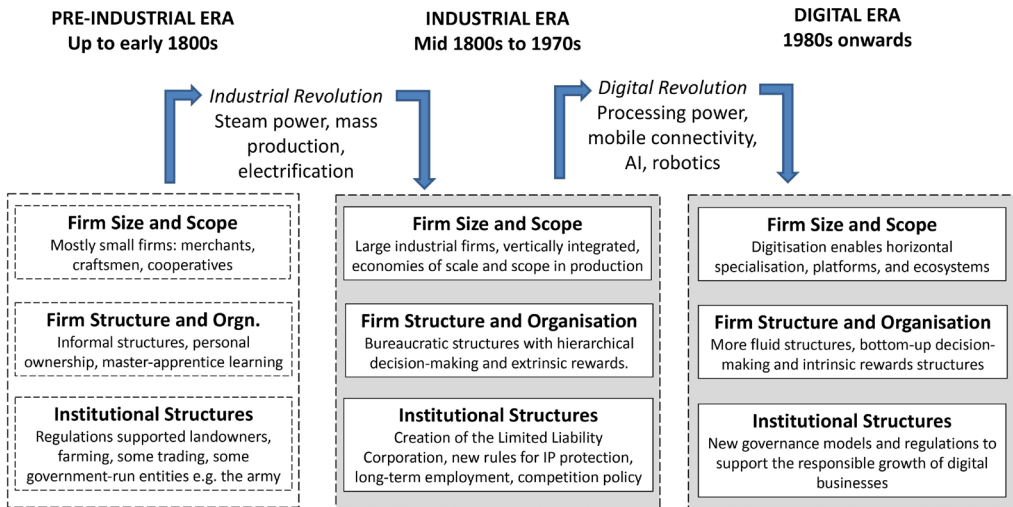 PRE-INDUSTRIAL ERA
Up to early 1800s
INDUSTRIAL ERA
Mid 1800s to 1970s
DIGITAL ERA
1980s onwards
Industrial Revolution
Steam power, mass
production,
electrification
Digital Revolution
Processing power,
mobile connectivity,
AI, robotics
Firm Size and Scope
Mostly small firms: merchants,
craftsmen, cooperatives
Firm Structure and Orgn.
Informal structures, personal
ownership, master-apprentice learning
Institutional Structures
Regulations supported landowners,
farming, some trading, some
government-run entities e.g. the army
Firm Size and Scope
Large industrial firms, vertically integrated,
economies of scale and scope in production
Firm Structure and Organisation
Bureaucratic structures with hierarchical
decision-making and extrinsic rewards.
Institutional Structures
Creation of the Limited Liability
Corporation, new rules for IP protection,
long-term employment, competition policy
Firm Size and Scope
Digitisation enables horizontal
specialisation, platforms, and ecosystems
Firm Structure and Organisation
More fluid structures, bottom-up decision-
making and intrinsic rewards structures
Institutional Structures
New governance models and regulations to
support the responsible growth of digital
businesses